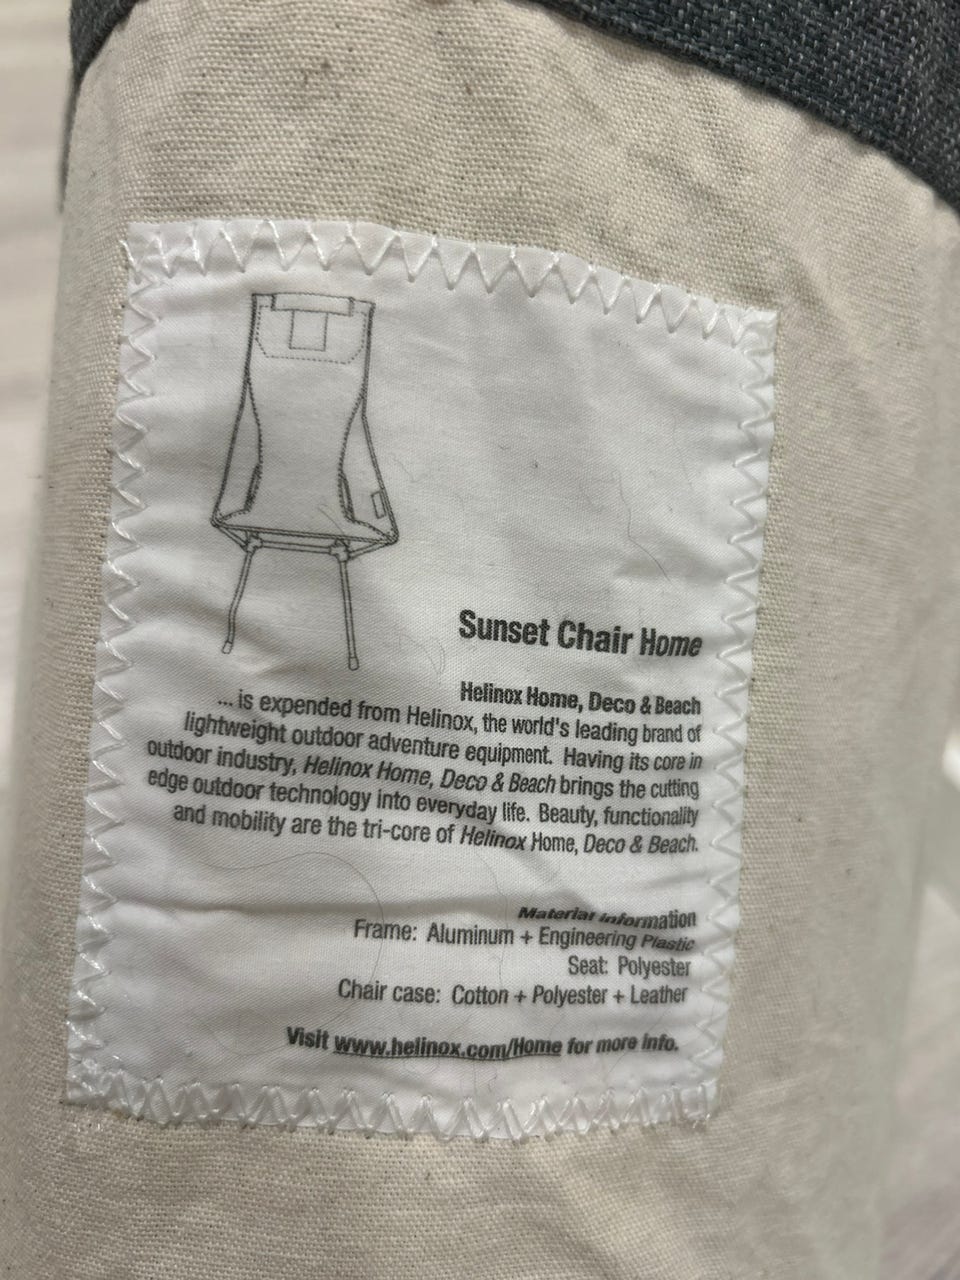 Sunset Chair Home
Helinox Home, Deco & Beach
... is expended from Helinox, the world's leading brand of
lightweight outdoor adventure equipment. Having its core in
outdoor industry, Helinox Home, Deco & Beach brings the cutting
edge outdoor technology into everyday life. Beauty, functionality
and mobility are the tri-core of Helinox Home, Deco & Beach.
Material Information
Frame: Aluminum + Engineering Plastic
Seat: Polyester
Chair case: Cotton + Polyester + Leather
Visit www.helinox.com/Home for more info.